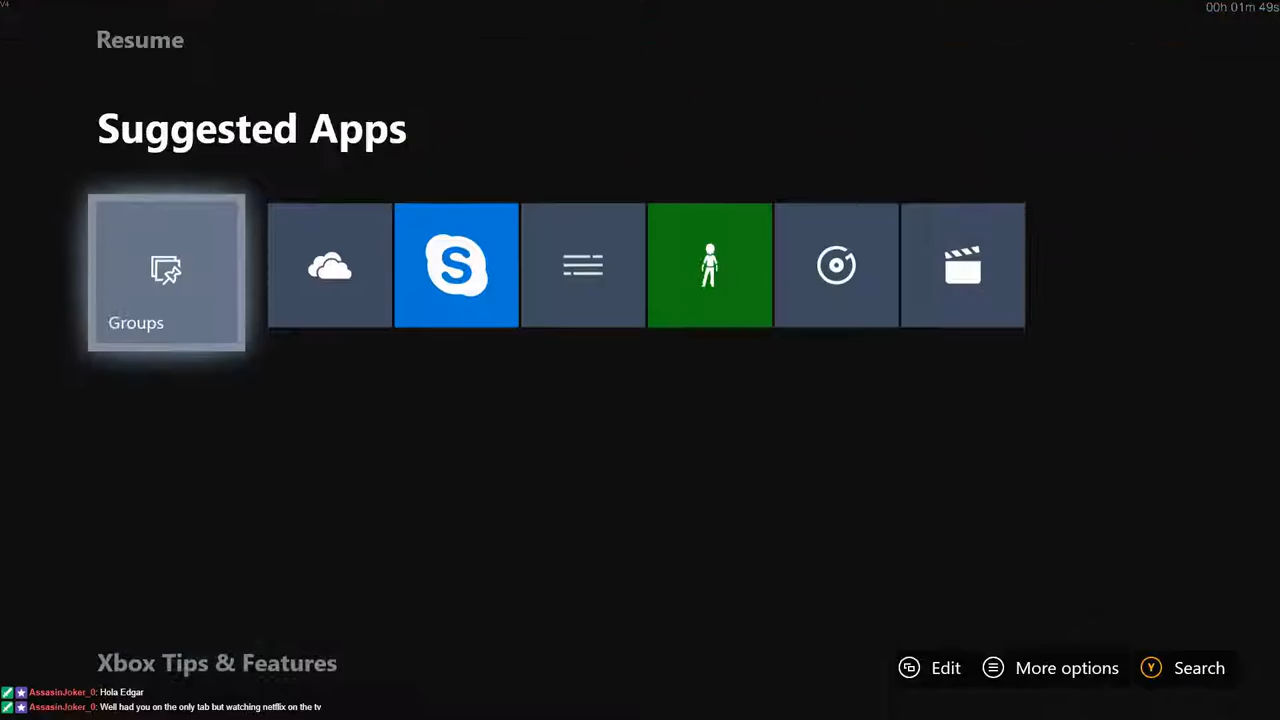 V4
00h 01m 49s
Resume
Suggested Apps
S
Groups
Xbox Tips & Features
Edit
More options
Y
Search
AssasinJoker_0: Hola Edgar
AssasinJoker_0: Well had you on the only tab but watching netflix on the tv